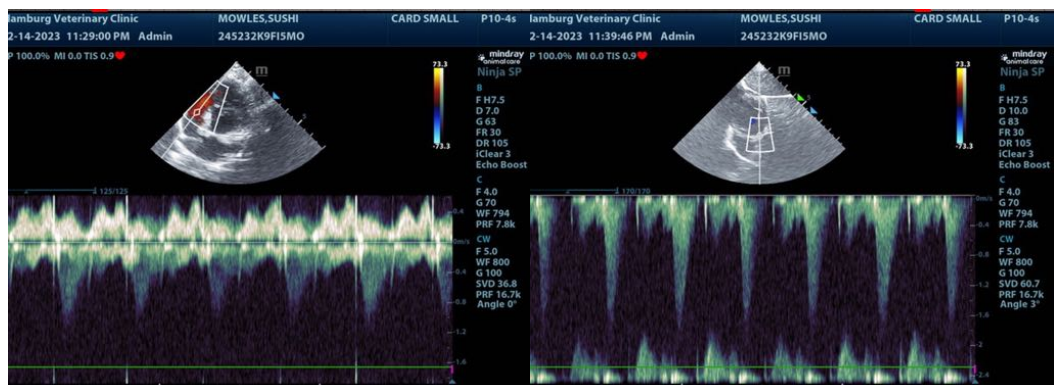 lamburg Veterinary Clinic MOWLES,SUSHI CARD SMALL P10-4s
2-14-2023 11:29:00 PM Admin 245232K9FI5MO
P 100.0% MI 0.0 TIS 0.9
mindray
animalcare
Ninja SP
m
73.3
-73.3
5
B
F H7.5
D 7.0
G 63
FR 30
DR 105
iClear 3
Echo Boost
C
F 4.0
G 70
WF 794
PRF 7.8k
CW
F 5.0
WF 800
G 100
SVD 36.8
PRF 16.7k
Angle 0°
125/125
-0.4
0m/s
-0.4
-0.8
-1.2
-1.6
Hamburg Veterinary Clinic MOWLES,SUSHI CARD SMALL P10-4s
2-14-2023 11:39:46 PM Admin 245232K9FI5MO
P 100.0% MI 0.0 TIS 0.9
mindray
animalcare
Ninja SP
m
73.3
-73.3
5
B
F H7.5
D 10.0
G 83
FR 30
DR 105
iClear 3
Echo Boost
C
F 4.0
G 70
WF 794
PRF 7.8k
CW
F 5.0
WF 800
G 100
SVD 60.7
PRF 16.7k
Angle 3°
170/170
0m/s
-0.4
-0.8
-1.2
-1.6
-2
-2.4